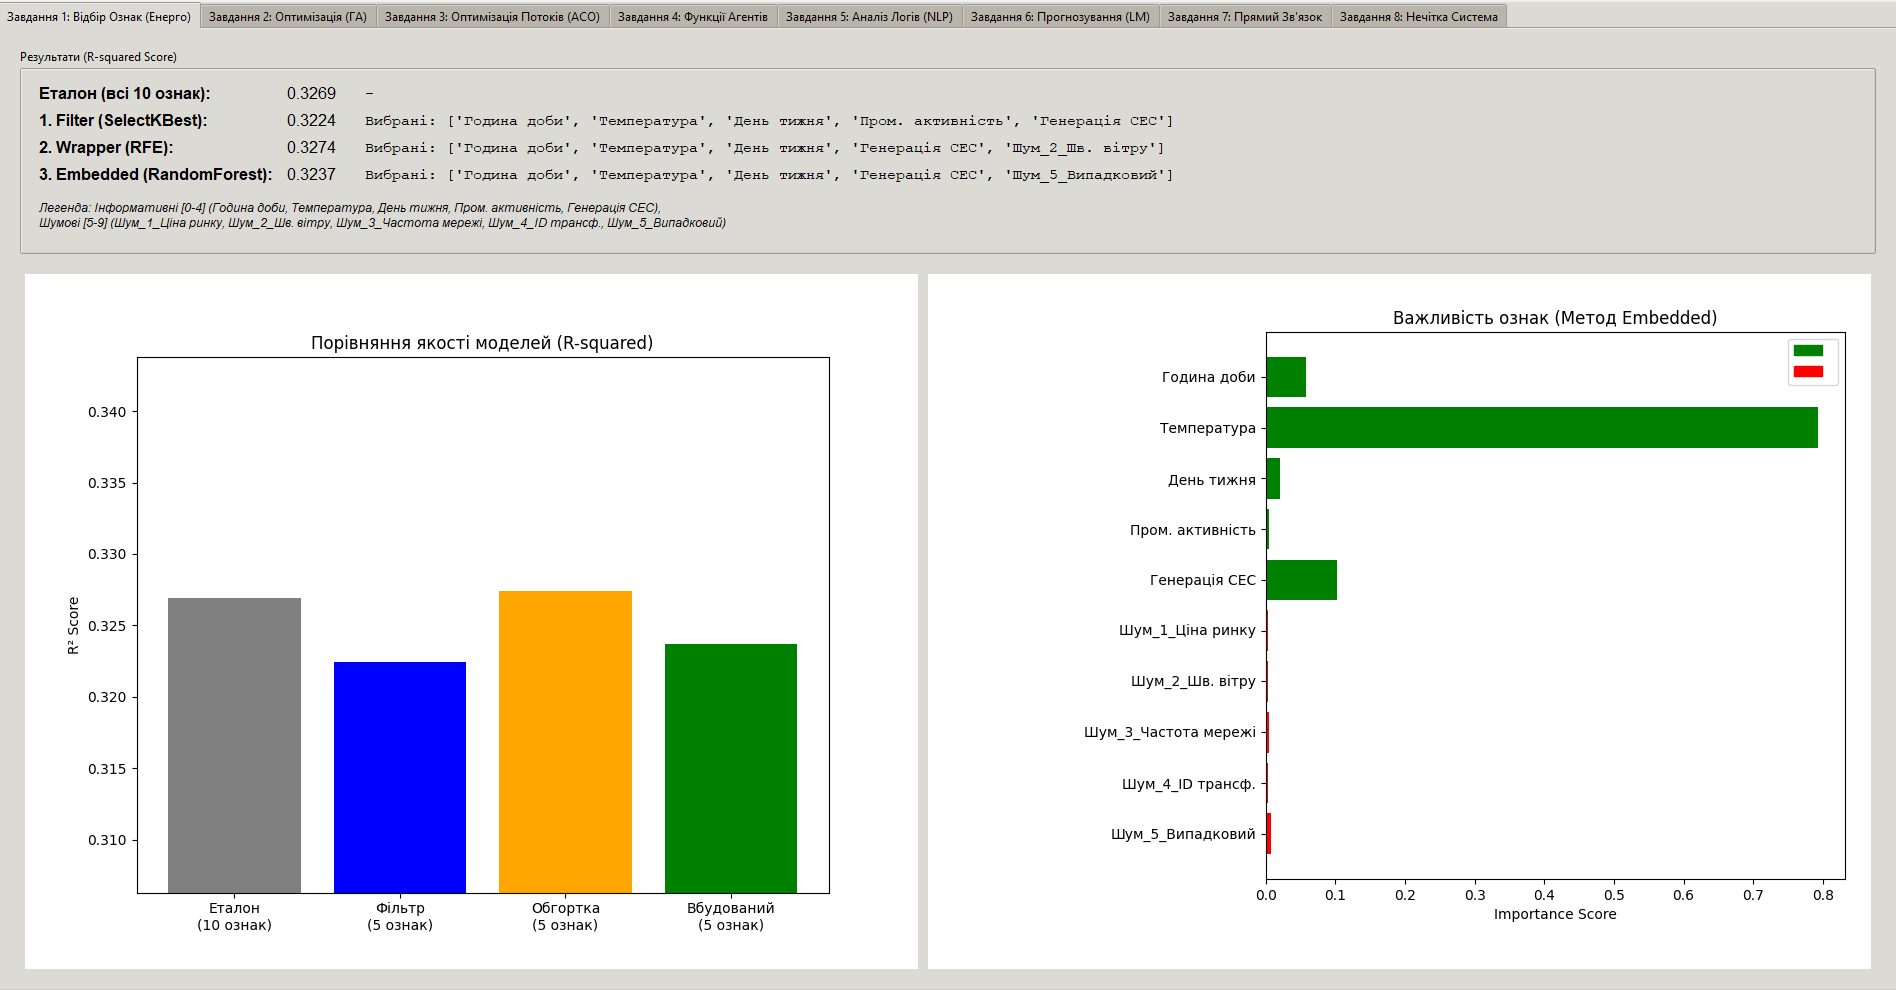 Завдання 1: Відбір Ознак (Енерго) Завдання 2: Оптимізація (ГА) Завдання 3: Оптимізація Потоків (ACO) Завдання 4: Функції Агентів Завдання 5: Аналіз Логів (NLP) Завдання 6: Прогнозування (LM) Завдання 7: Прямий Зв'язок Завдання 8: Нечітка Система
Результати (R-squared Score)
Еталон (всі 10 ознак): 0.3269 –
1. Filter (SelectKBest): 0.3224 Вибрані: ['Година доби', 'Температура', 'День тижня', 'Пром. активність', 'Генерація СЕС']
2. Wrapper (RFE): 0.3274 Вибрані: ['Година доби', 'Температура', 'День тижня', 'Генерація СЕС', 'Шум_2_Шв. вітру']
3. Embedded (RandomForest): 0.3237 Вибрані: ['Година доби', 'Температура', 'День тижня', 'Генерація СЕС', 'Шум_5_Випадковий']
Легенда: Інформативні [0-4] (Година доби, Температура, День тижня, Пром. активність, Генерація СЕС),
Шумові [5-9] (Шум_1_Ціна ринку, Шум_2_Шв. вітру, Шум_3_Частота мережі, Шум_4_ID трансф., Шум_5_Випадковий)
Порівняння якості моделей (R-squared)
R² Score
0.340
0.335
0.330
0.325
0.320
0.315
0.310
Еталон
(10 ознак)
Фільтр
(5 ознак)
Обгортка
(5 ознак)
Вбудований
(5 ознак)
Важливість ознак (Метод Embedded)
Година доби
Температура
День тижня
Пром. активність
Генерація СЕС
Шум_1_Ціна ринку
Шум_2_Шв. вітру
Шум_3_Частота мережі
Шум_4_ID трансф.
Шум_5_Випадковий
0.0 0.1 0.2 0.3 0.4 0.5 0.6 0.7 0.8
Importance Score